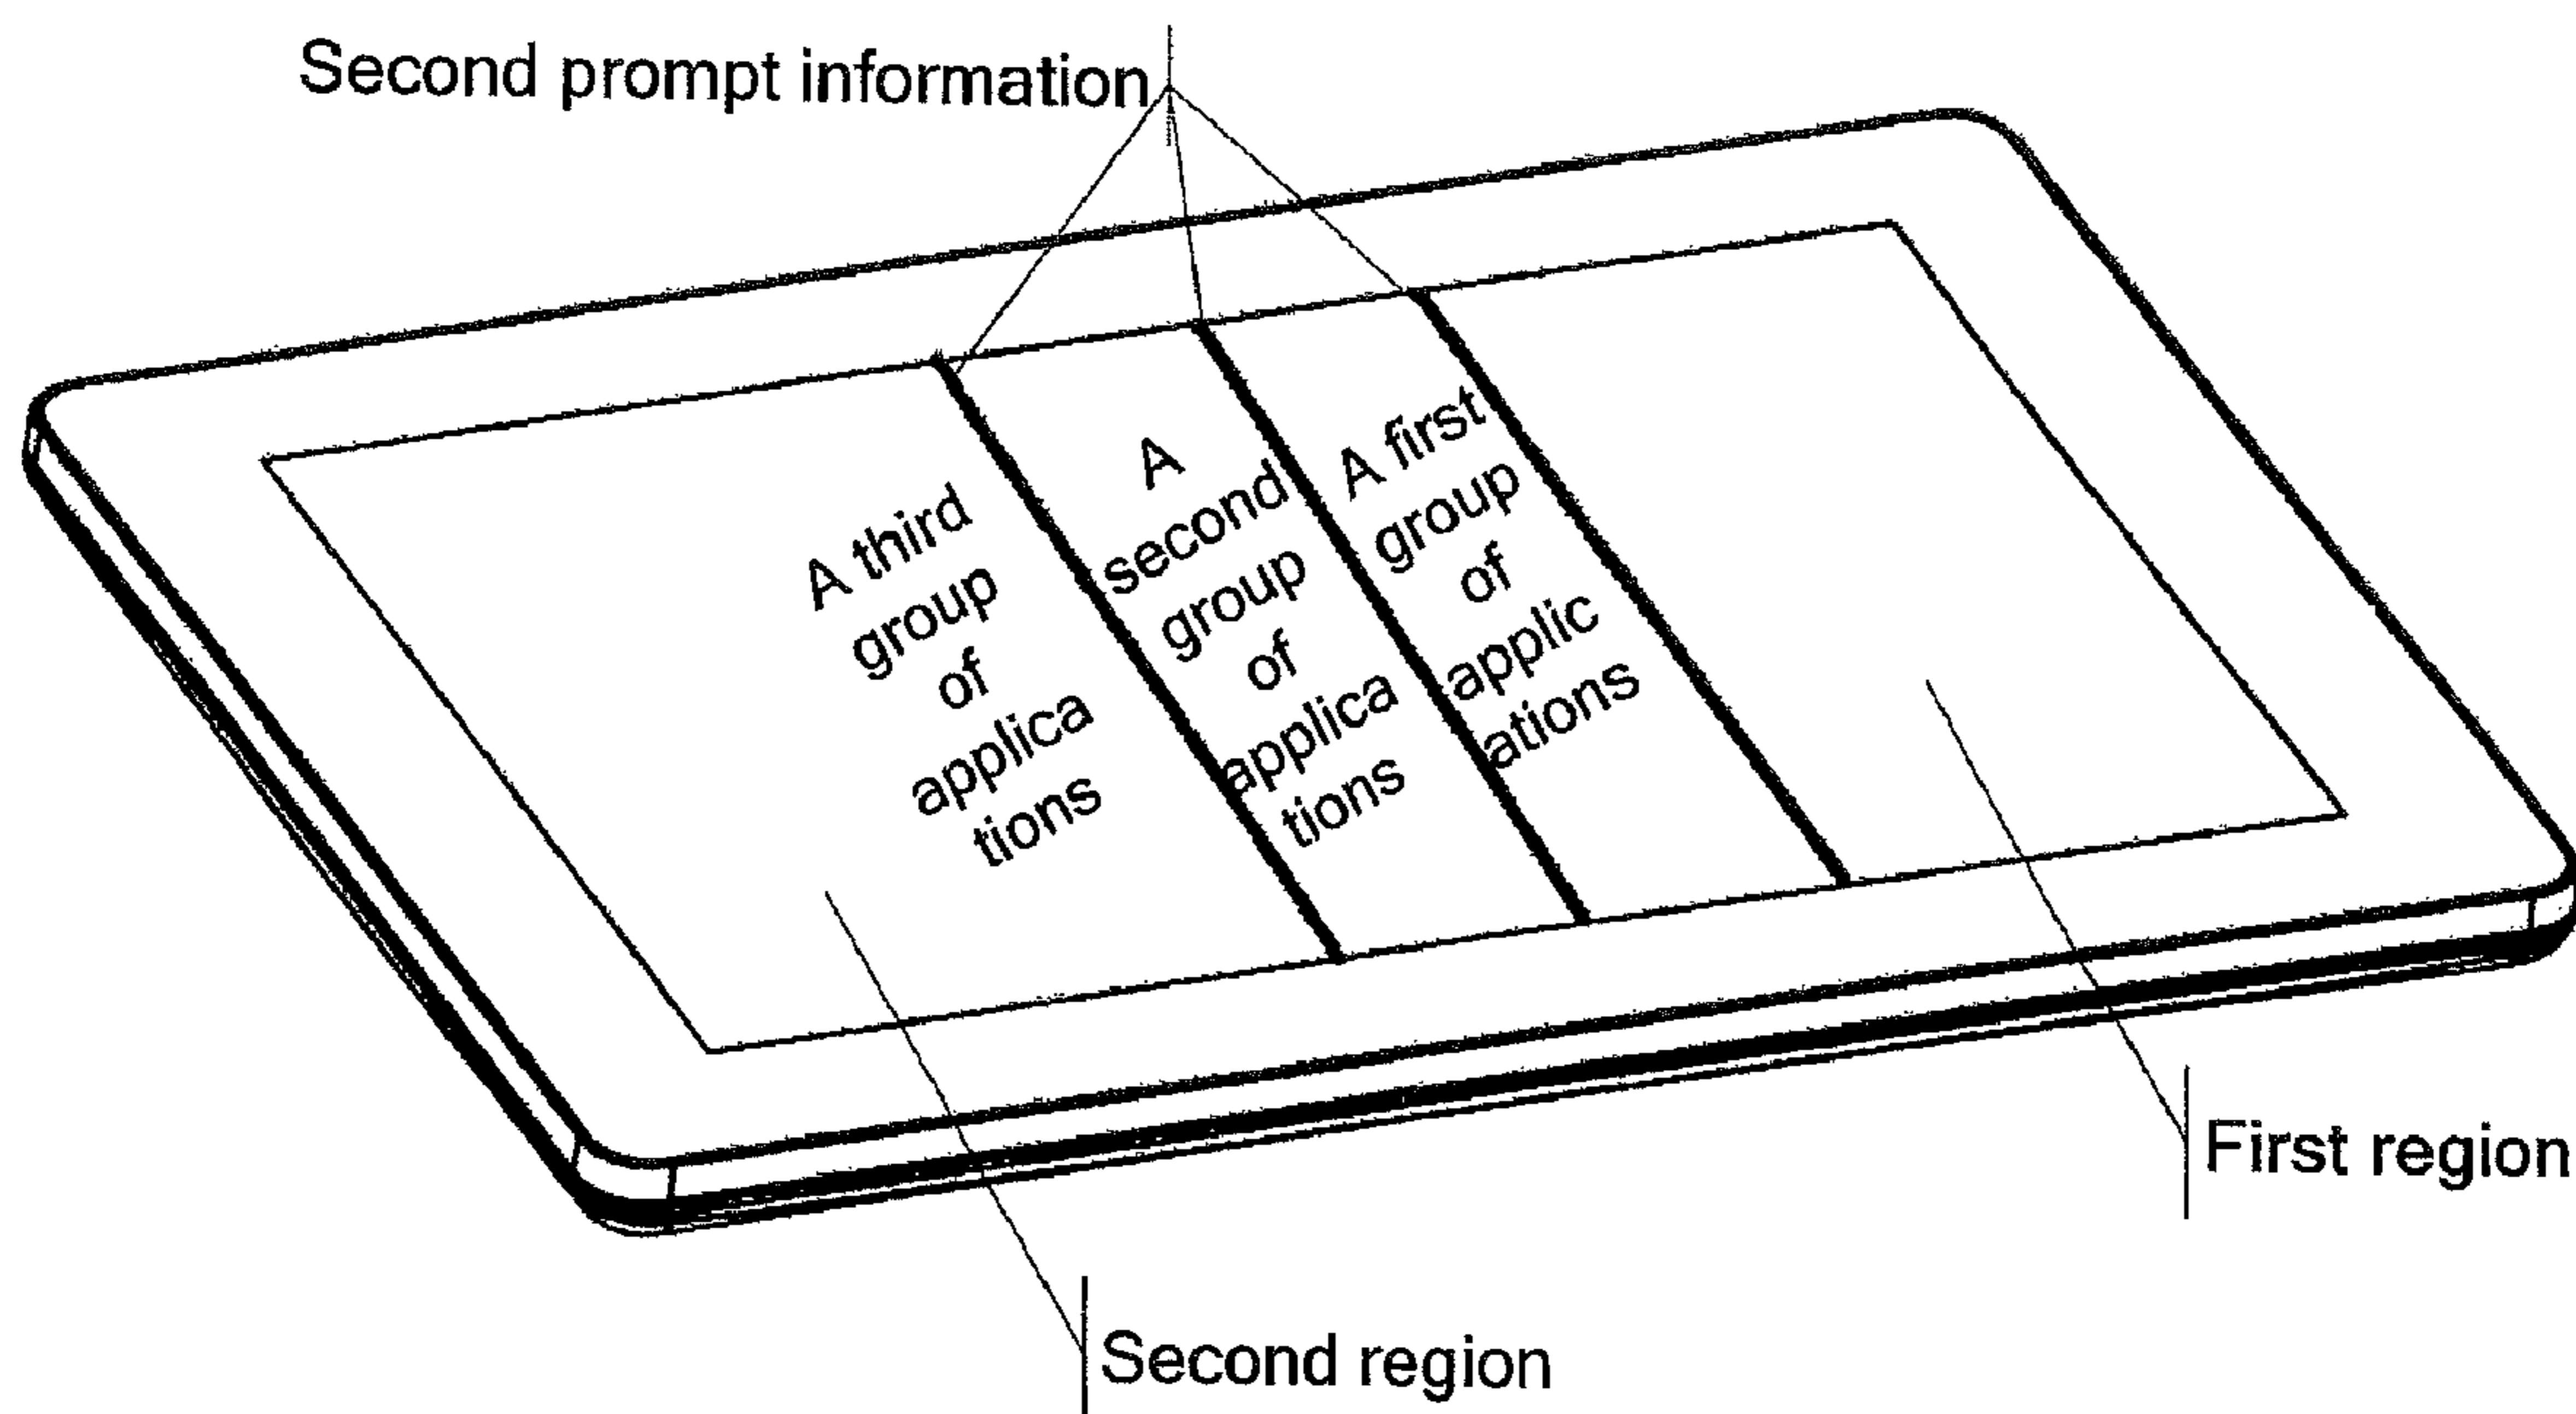 Second prompt information
A third
group
of
applica
tions
A
second
group
of
applica
tions
A first
group
of
applic
ations
First region
Second region